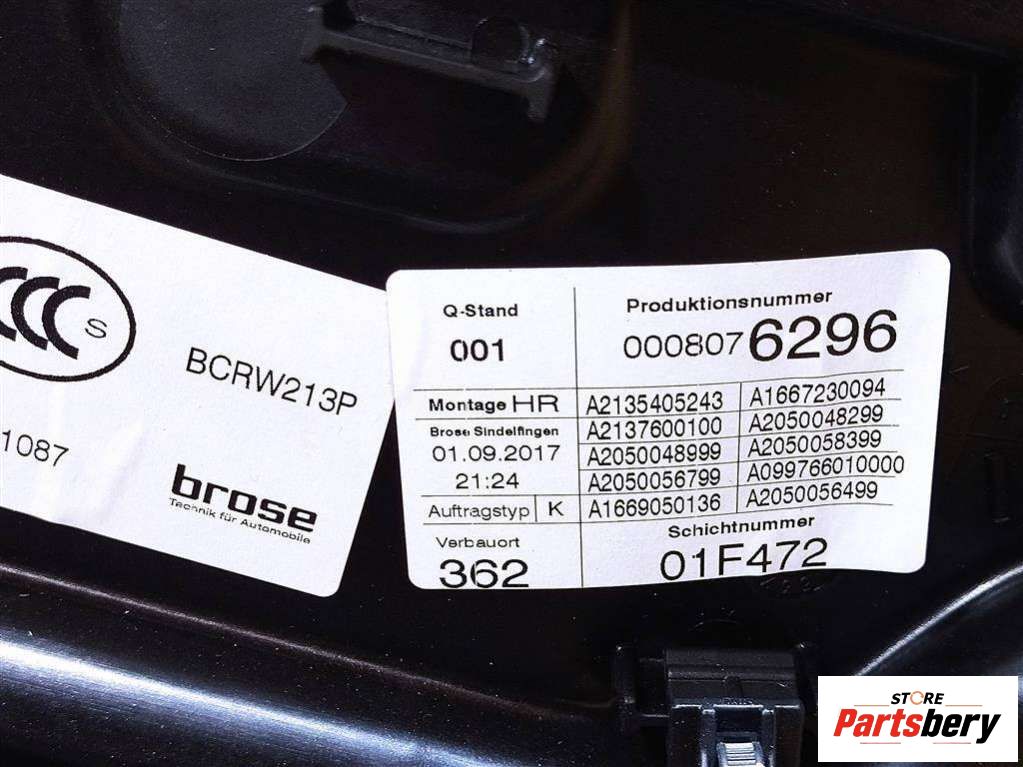 CCC S
BCRW213P
1087
brose
Technik für Automobile
Q-Stand
001
Produktionsnummer
0008076296
Montage HR
Brose Sindelfingen
01.09.2017
21:24
Auftragstyp K
A2135405243 A1667230094
A2137600100 A2050048299
A2050048999 A2050058399
A2050056799 A099766010000
A1669050136 A2050056499
Verbauort
362
Schichtnummer
01F472
STORE
Partsbery